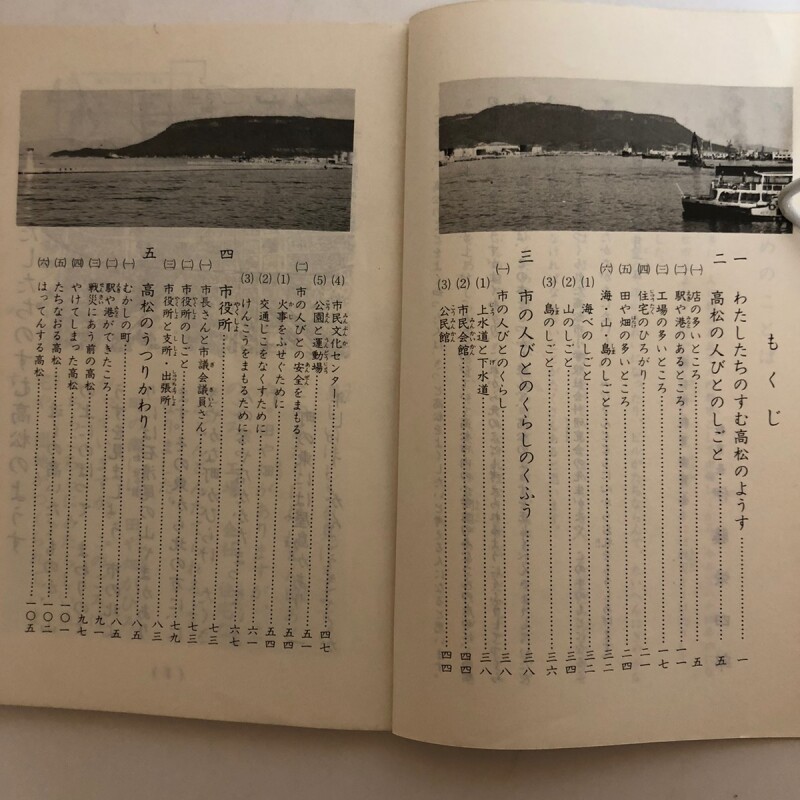 もくじ
一 わたしたちのすむ高松のようす……一
二 高松の人びとのしごと……五
㈠ 店の多いところ……五
㈡ 駅や港のあるところ……一一
㈢ 工場の多いところ……一七
㈣ 住宅のひろがり……二一
㈤ 田や畑の多いところ……二四
㈥ 海・山・島のしごと……三二
(1) 海べのしごと……三二
(2) 山のしごと……三四
(3) 島のしごと……三六
三 市の人びとのくらしのくふう……三八
㈠ 市の人びとのくらし……三八
(1) 上水道と下水道……三八
(2) 市民会館……四四
(3) 公民館……四四
(4) 市民文化センター……四七
(5) 公園と運動場
㈡ 市の人びとの安全をまもる……五一
(1) 火事をふせぐために……五四
(2) 交通じこをなくすために……五四
(3) けんこうをまもるために……六一
四 市役所……六七
㈠ 市長さんと市議会議員さん……七三
㈡ 市役所のしごと……七九
㈢ 市役所と支所・出張所……八三
五 高松のうつりかわり
㈠ むかしの町……八五
㈡ 駅や港ができたころ……八五
㈢ 戦災にあう前の高松……九一
㈣ やけてしまった高松……九七
㈤ たちなおる高松……一〇一
㈥ はってんする高松……一〇五